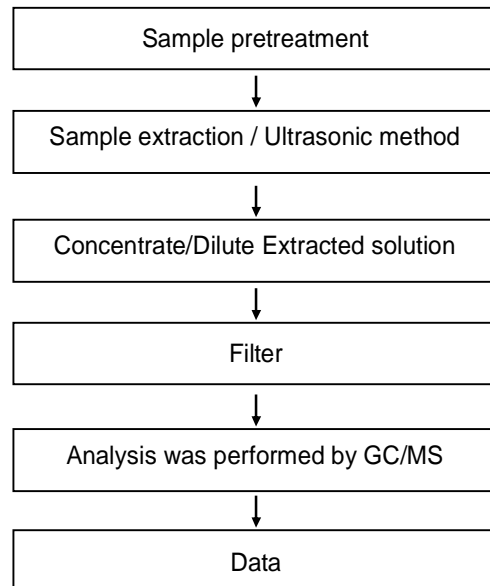 Sample pretreatment
Sample extraction / Ultrasonic method
Concentrate/Dilute Extracted solution
Filter
Analysis was performed by GC/MS
Data